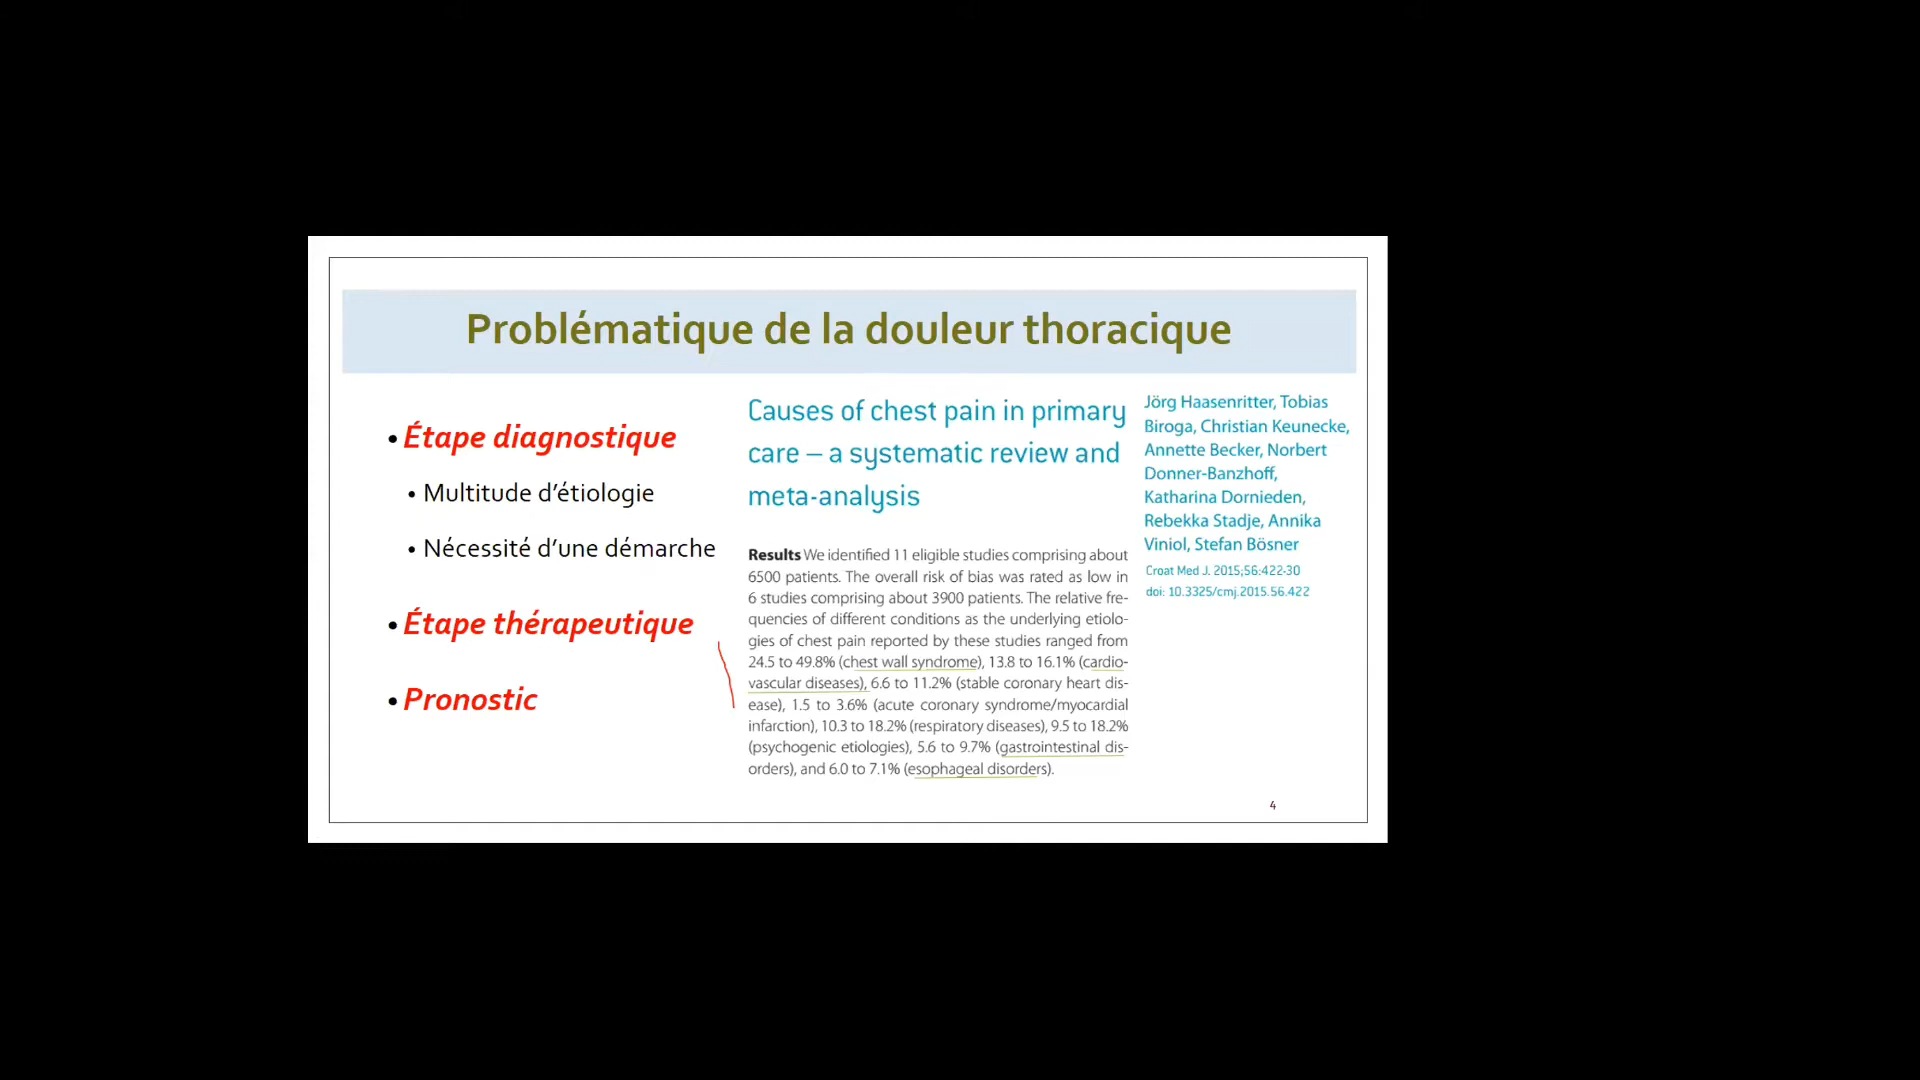 Problématique de la douleur thoracique
• Étape diagnostique
• Multitude d'étiologie
• Nécessité d'une démarche
• Étape thérapeutique
• Pronostic
Causes of chest pain in primary
care – a systematic review and
meta-analysis
Results We identified 11 eligible studies comprising about
6500 patients. The overall risk of bias was rated as low in
6 studies comprising about 3900 patients. The relative fre-
quencies of different conditions as the underlying etiolo-
gies of chest pain reported by these studies ranged from
24.5 to 49.8% (chest wall syndrome), 13.8 to 16.1% (cardio-
vascular diseases), 6.6 to 11.2% (stable coronary heart dis-
ease), 1.5 to 3.6% (acute coronary syndrome/myocardial
infarction), 10.3 to 18.2% (respiratory diseases), 9.5 to 18.2%
(psychogenic etiologies), 5.6 to 9.7% (gastrointestinal dis-
orders), and 6.0 to 7.1% (esophageal disorders).
Jörg Haasenritter, Tobias
Biroga, Christian Keunecke,
Annette Becker, Norbert
Donner-Banzhoff,
Katharina Dornieden,
Rebekka Stadje, Annika
Viniol, Stefan Bösner
Croat Med J. 2015;56:422-30
doi: 10.3325/cmj.2015.56.422
4